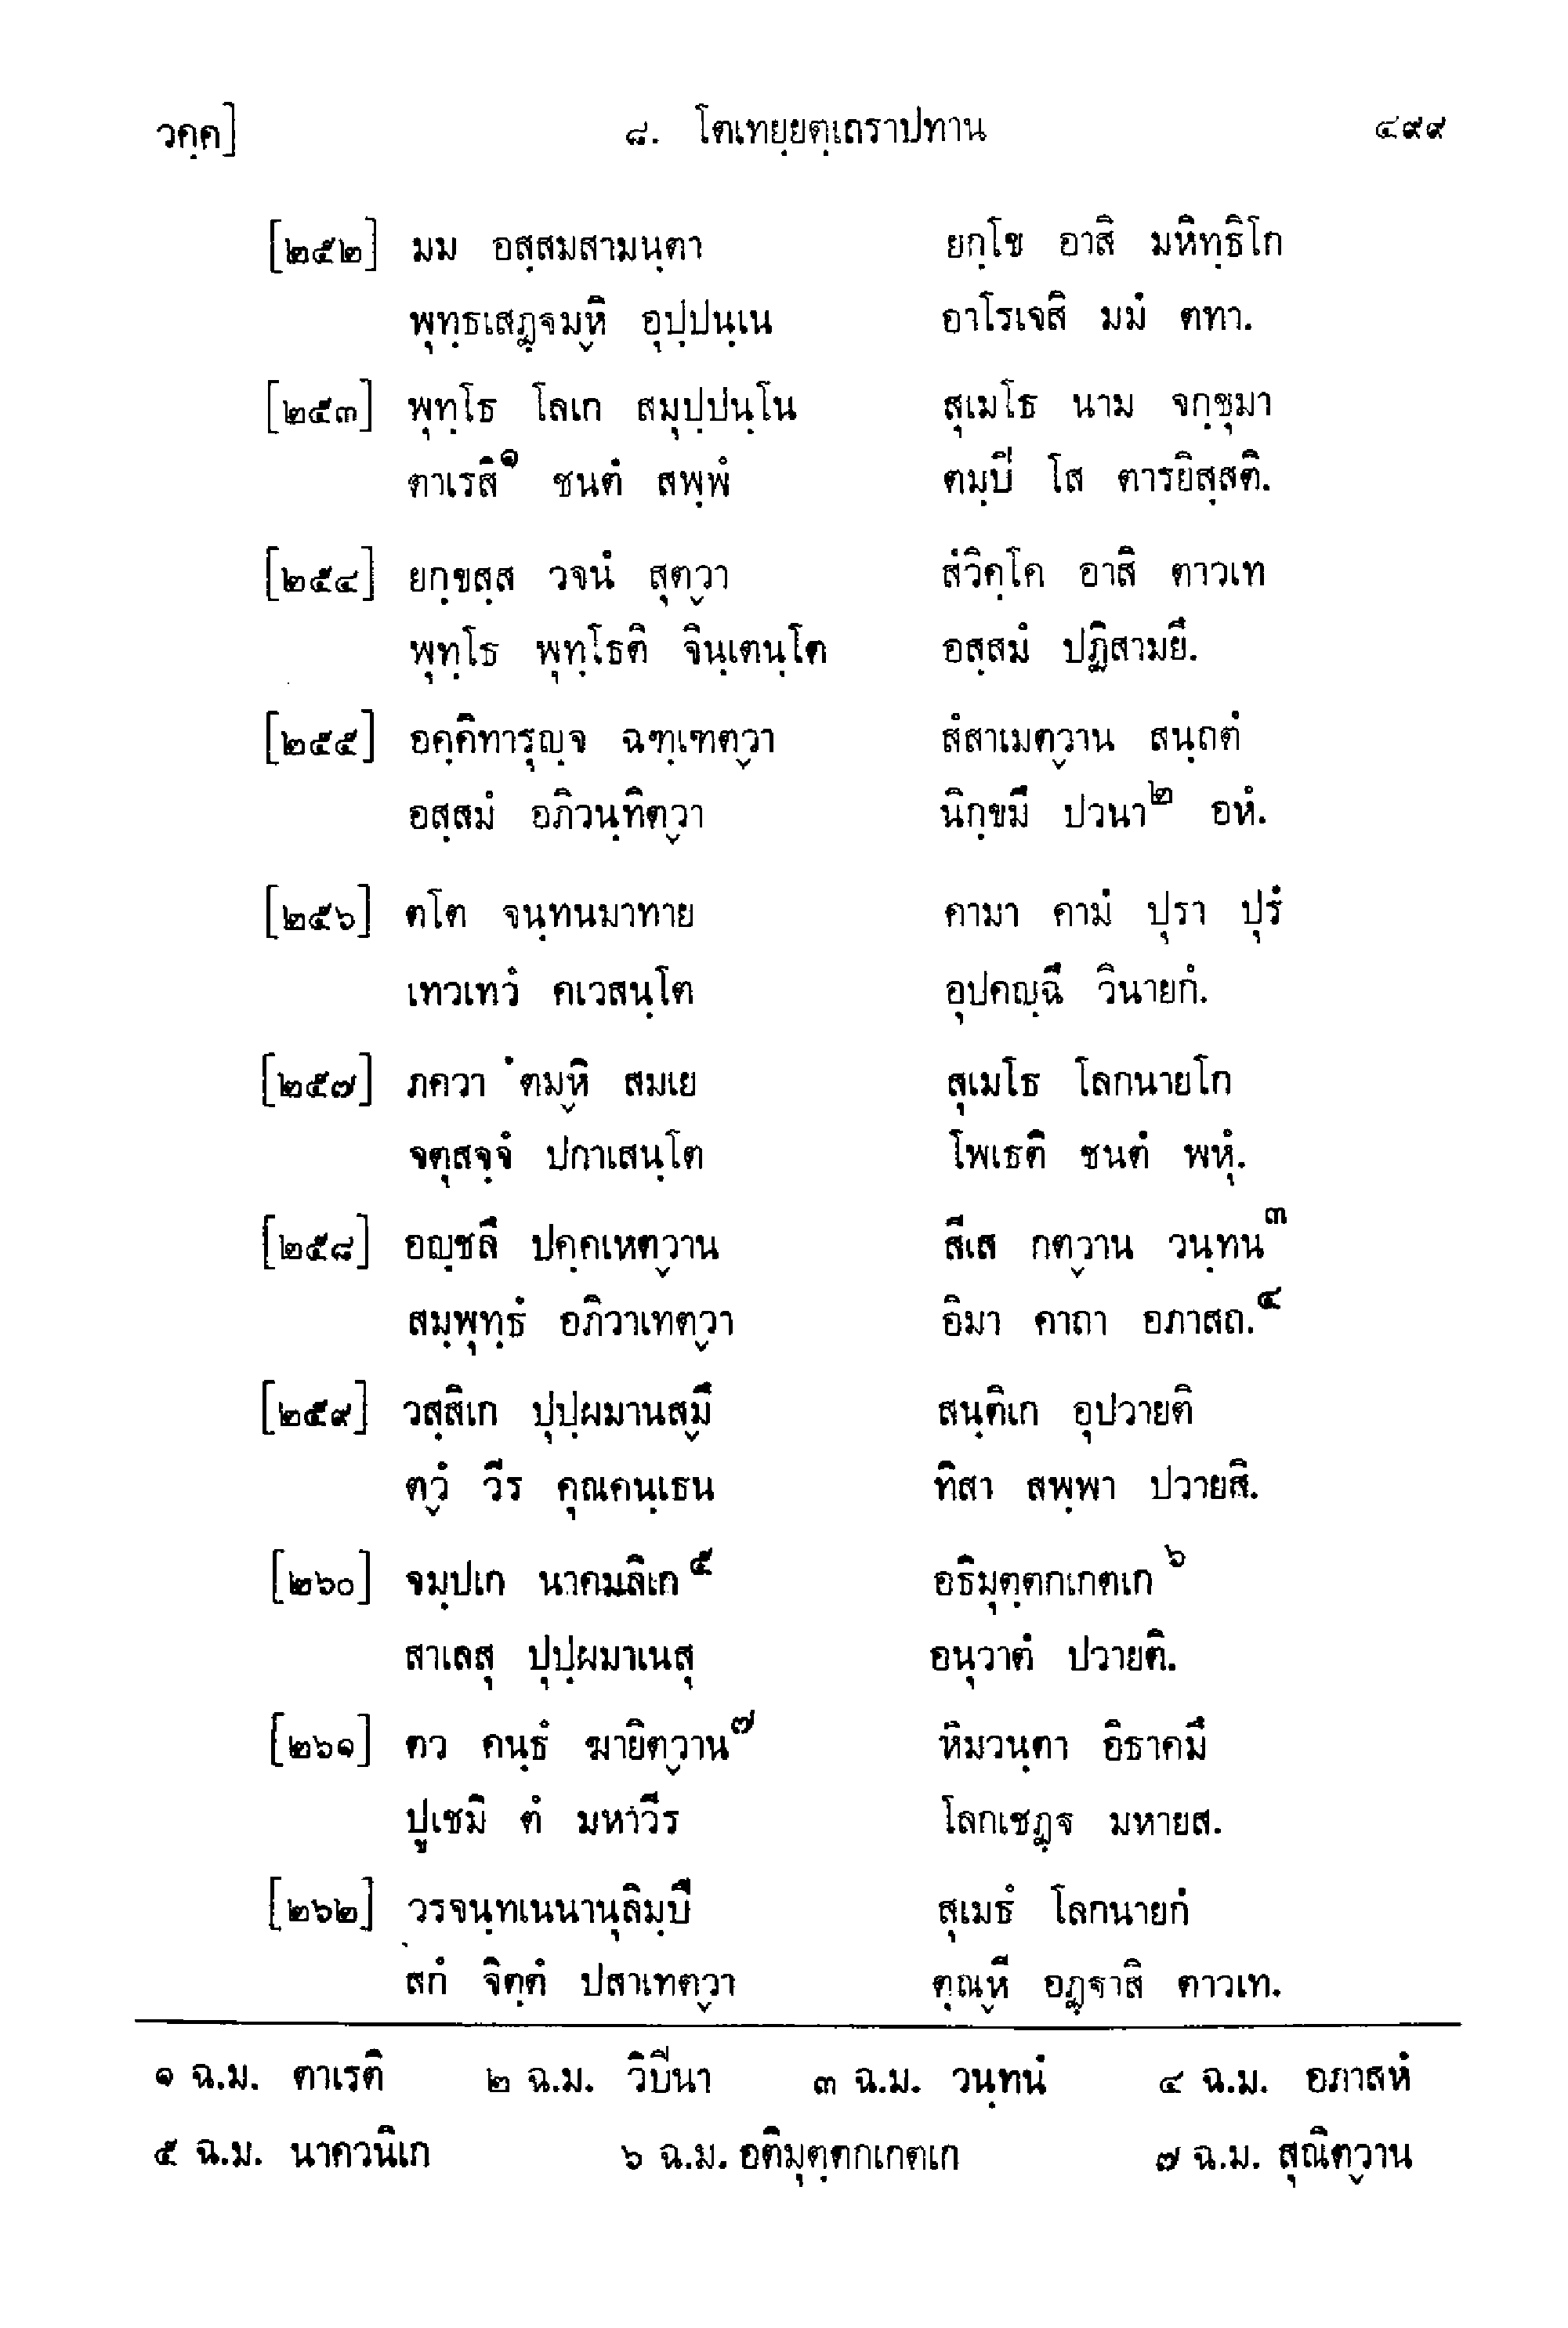 วคฺค] ๘. โตเทยฺยตฺเถราปทาน ๔๙๙
[๒๕๒] มม อสฺสมสามนฺตา ยกฺโข อาสิ มหิทฺธิโก
พุทฺธเสฏฺฐมฺหิ อุปฺปนฺเน อาโรเจสิ มมํ ตทา.
[๒๕๓] พุทฺโธ โลเก สมุปฺปนฺโน สุเมโธ นาม จกฺขุมา
ตาเรสิ๑ ชนตํ สพฺพํ ตมฺปิ โส ตารยิสฺสติ.
[๒๕๔] ยกฺขสฺส วจนํ สุตฺวา สํวิคฺโค อาสิ ตาวเท
พุทฺโธ พุทฺโธติ จินฺเตนฺโต อสฺสมํ ปฏิสามยึ.
[๒๕๕] อคฺคิทารุญฺจ ฉฑฺเฑตฺวา สํสาเมตฺวาน สนฺถตํ
อสฺสมํ อภิวนฺทิตฺวา นิกฺขมึ ปวนา๒ อหํ.
[๒๕๖] ตโต จนฺทนมาทาย คามา คามํ ปุรา ปุรํ
เทวเทวํ คเวสนฺโต อุปคญฺฉึ วินายกํ.
[๒๕๗] ภควา ตมฺหิ สมเย สุเมโธ โลกนายโก
จตุสจฺจํ ปกาเสนฺโต โพเธติ ชนตํ พหุํ.
[๒๕๘] อญฺชลึ ปคฺคเหตฺวาน สีเส กตฺวาน วนฺทน๓
สมฺพุทฺธํ อภิวาเทตฺวา อิมา คาถา อภาสถ.๔
[๒๕๙] วสฺสิเก ปุปฺผมานสฺมึ สนฺติเก อุปวายติ
ตฺวํ วีร คุณคนฺเธน ทิสา สพฺพา ปวายสิ.
[๒๖๐] จมฺปเก นาคมลิเก๕ อธิมุตฺตกเกตเก๖
สาเลสุ ปุปฺผมาเนสุ อนุวาตํ ปวายติ.
[๒๖๑] ตว คนฺธํ ฆายิตฺวาน๗ หิมวนฺตา อิธาคมึ
ปูเชมิ ตํ มหาวีร โลกเชฏฺฐ มหายส.
[๒๖๒] วรจนฺทเนนานุลิมฺปึ สุเมธํ โลกนายกํ
สกํ จิตฺตํ ปสาเทตฺวา ตุณฺหี อฏฺฐาสิ ตาวเท.
๑ ฉ.ม. ตาเรติ ๒ ฉ.ม. วิปินา ๓ ฉ.ม. วนฺทนํ ๔ ฉ.ม. อภาสหํ
๕ ฉ.ม. นาควนิเก ๖ ฉ.ม. อติมุตฺตกเกตเก ๗ ฉ.ม. สุณิตฺวาน